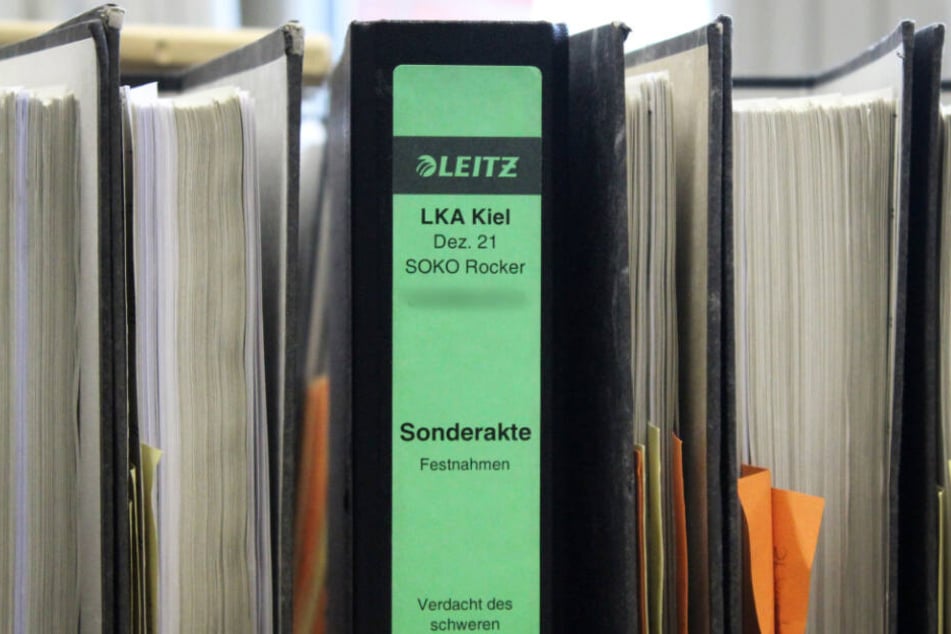 LEITZ
LKA Kiel
Dez. 21
SOKO Rocker
Sonderakte
Festnahmen
Verdacht des
schweren